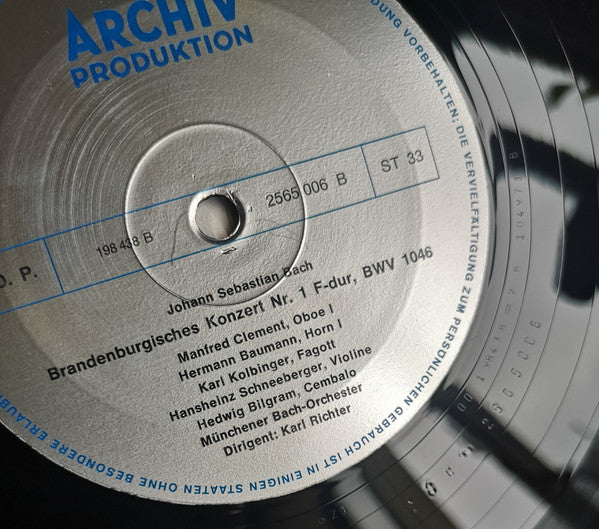 ARCHIV
PRODUKTION
198 438 B
2565 006 B
ST 33
P.
Johann Sebastian Bach
Brandenburgisches Konzert Nr. 1 F-dur, BWV 1046
Manfred Clement, Oboe I
Hermann Baumann, Horn I
Karl Kolbinger, Fagott
Hansheinz Schneeberger, Violine
Hedwig Bilgram, Cembalo
Münchener Bach-Orchester
Dirigent: Karl Richter
VORBEHALTEN; DIE VERVIELFÄLTIGUNG ZUM PERSÖNLICHEN GEBRAUCH IST IN EINIGEN STAATEN OHNE BESONDERE